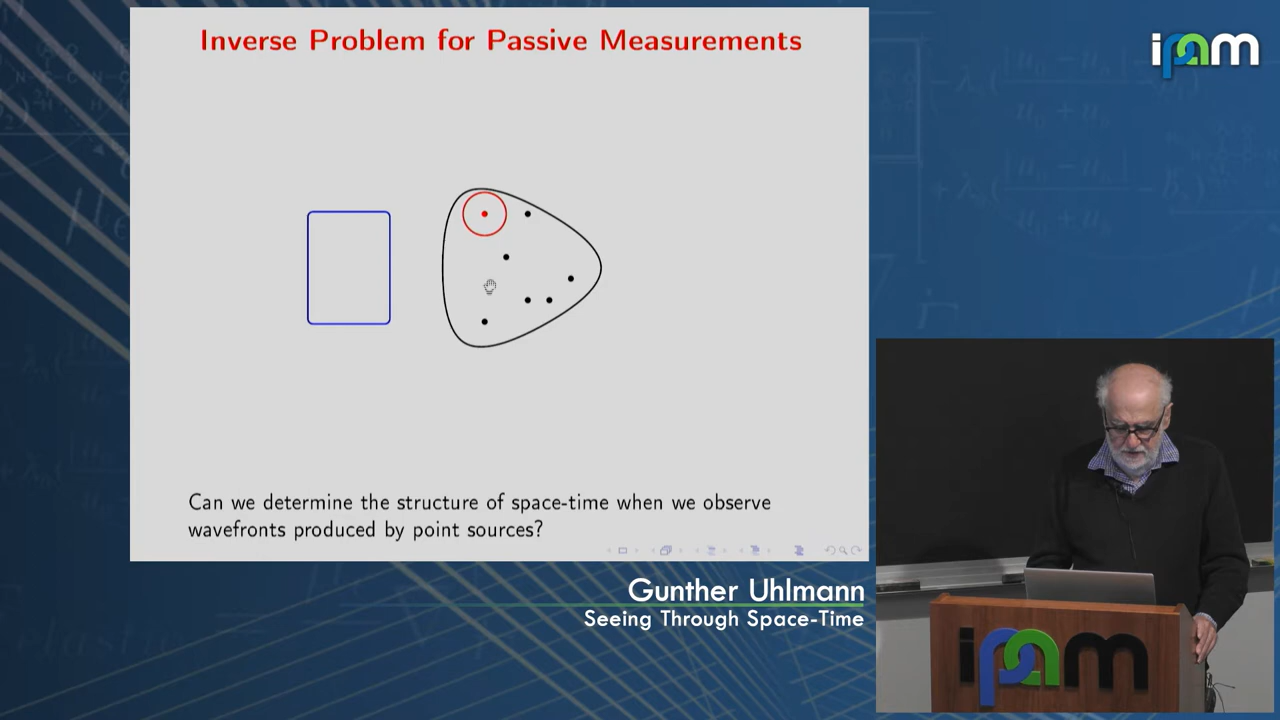 Inverse Problem for Passive Measurements
ipam
Can we determine the structure of space-time when we observe
wavefronts produced by point sources?
Gunther Uhlmann
Seeing Through Space-Time
ipam